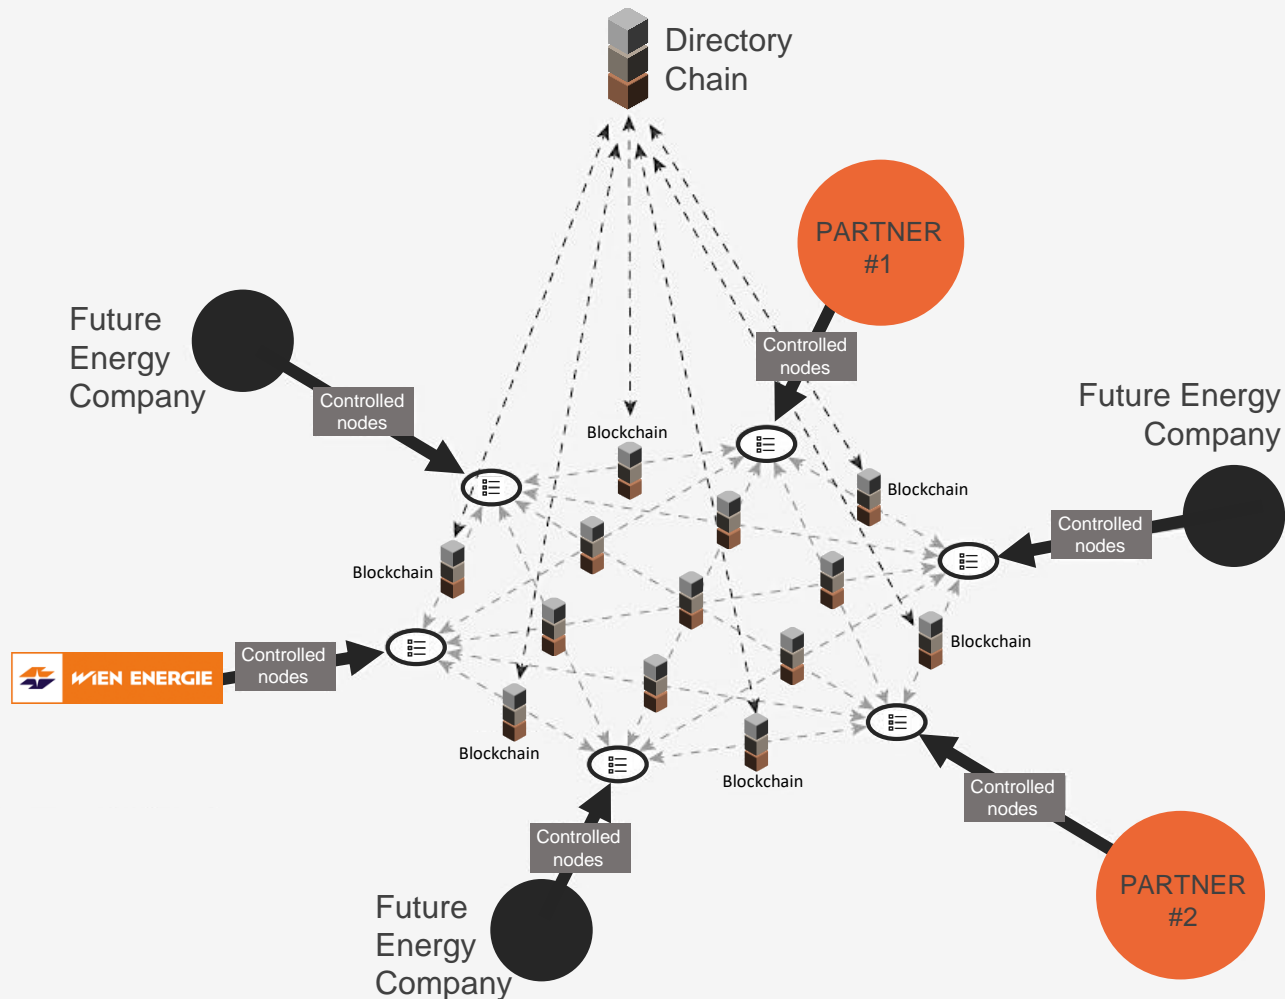 Directory
Chain
PARTNER
#1
Future
Energy
Company
Controlled
nodes
Controlled
nodes
Future Energy
Company
Blockchain
Blockchain
Controlled
nodes
Blockchain
Blockchain
WIEN ENERGIE
Controlled
nodes
Blockchain
Blockchain
Controlled
nodes
Controlled
nodes
PARTNER
#2
Future
Energy
Company